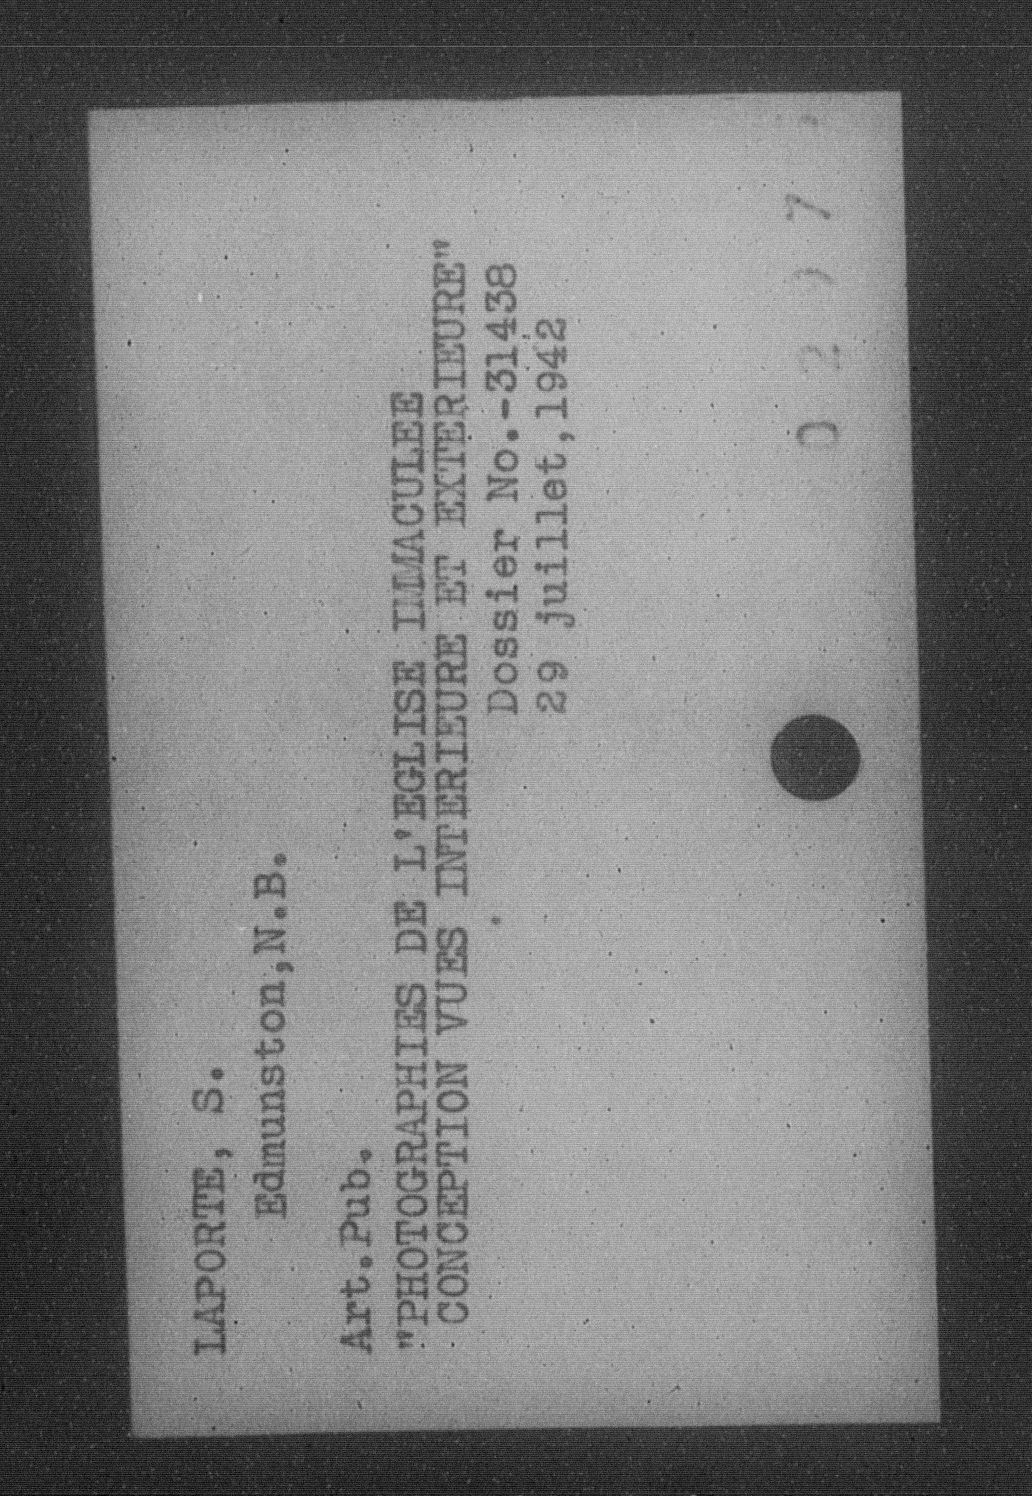 LAPORTE, S.
Edmunston,N.B.
Art.Pub.
"PHOTOGRAPHIES DE L'EGLISE IMMACULEE
CONCEPTION VUES INTERIEURE ET EXTERIEURE"
Dossier No.-31438
29 juillet,1942